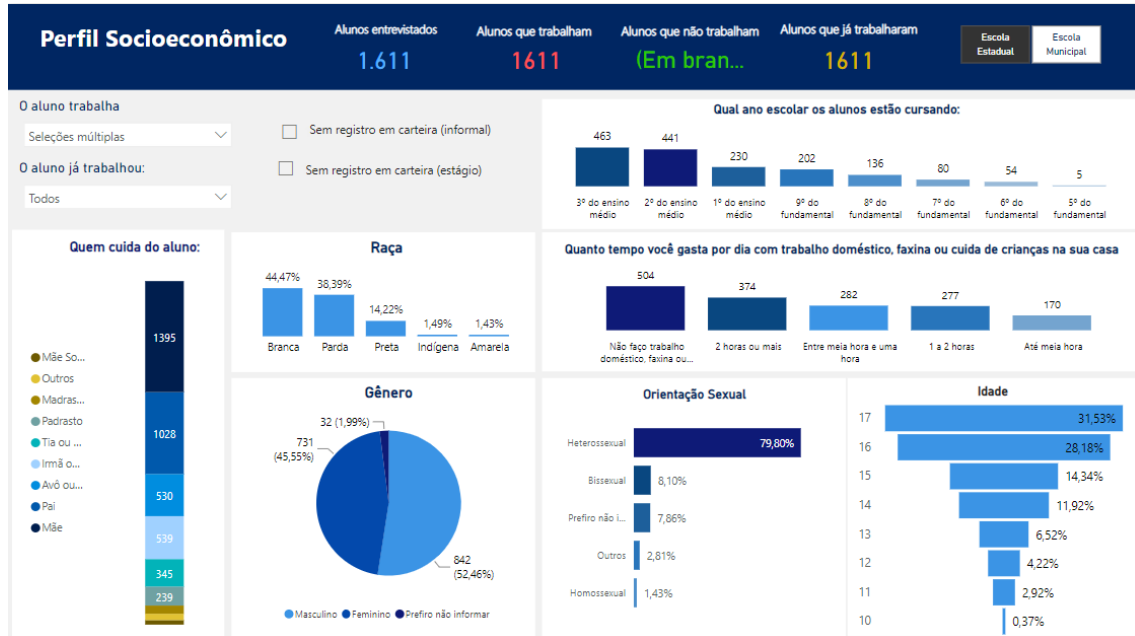 Perfil Socioeconômico
Alunos entrevistados
1.611
Alunos que trabalham
1611
Alunos que não trabalham
(Em bran...
Alunos que já trabalharam
1611
Escola
Estadual
Escola
Municipal
O aluno trabalha
Seleções múltiplas
O aluno já trabalhou:
Todos
Sem registro em carteira (informal)
Sem registro em carteira (estágio)
Qual ano escolar os alunos estão cursando:
463
441
230
202
136
80
54
5
3º do ensino
médio
2º do ensino
médio
1º do ensino
médio
9º do
fundamental
8º do
fundamental
7º do
fundamental
6º do
fundamental
5º do
fundamental
Quem cuida do aluno:
Mãe So...
Outros
Madras...
Padrasto
Tia ou ...
Irmã o...
Avô ou...
Pai
Mãe
1395
1028
530
539
345
239
Raça
44,47%
38,39%
14,22%
1,49%
1,43%
Branca
Parda
Preta
Indígena
Amarela
Quanto tempo você gasta por dia com trabalho doméstico, faxina ou cuida de crianças na sua casa
504
374
282
277
170
Não faço trabalho
doméstico, faxina ou...
2 horas ou mais
Entre meia hora e uma
hora
1 a 2 horas
Até meia hora
Gênero
32 (1,99%)
731
(45,55%)
842
(52,46%)
Masculino
Feminino
Prefiro não informar
Orientação Sexual
Heterossexual
79,80%
Bissexual
8,10%
Prefiro não i...
7,86%
Outros
2,81%
Homossexual
1,43%
Idade
17
31,53%
16
28,18%
15
14,34%
14
11,92%
13
6,52%
12
4,22%
11
2,92%
10
0,37%